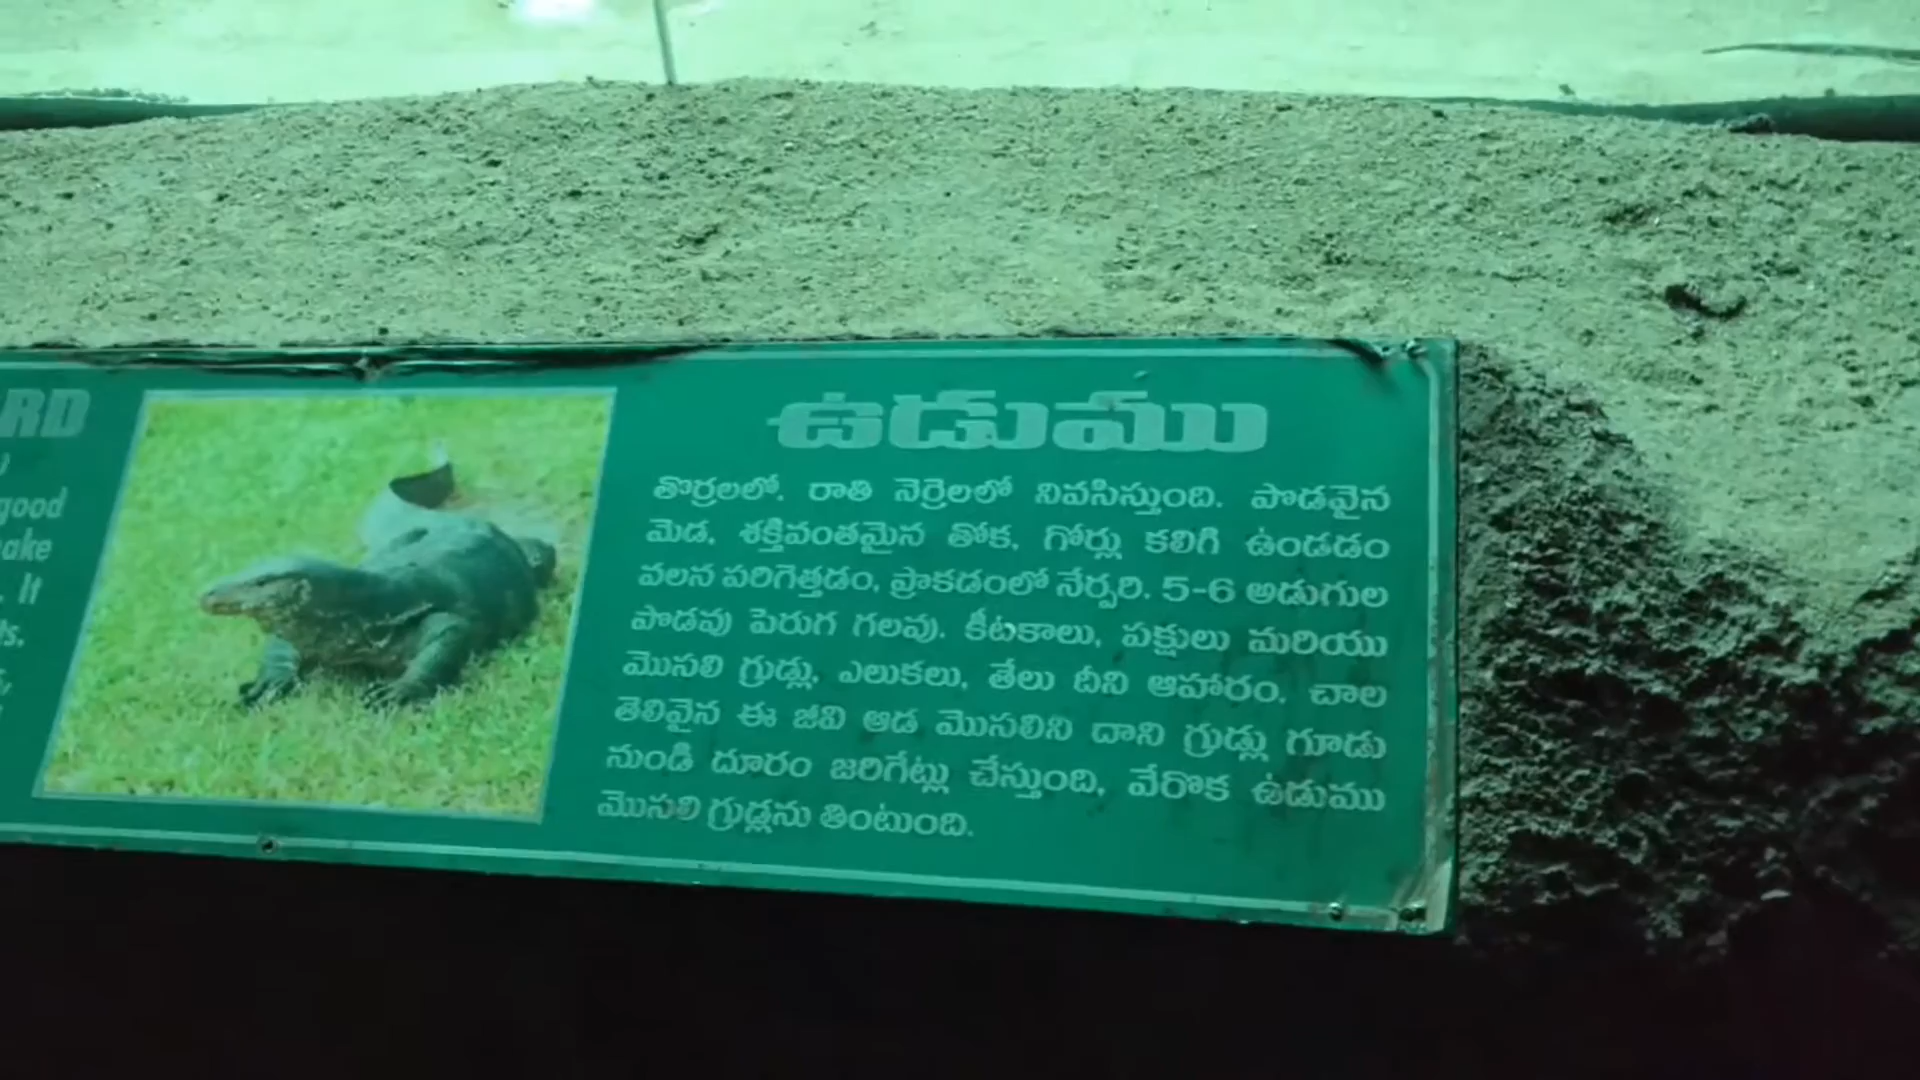 RD
)
good
ake
. It
ts.
ఉడుము
తొర్రలలో, రాతి నెర్రెలలో నివసిస్తుంది. పొడవైన
మెడ, శక్తివంతమైన తోక, గోర్లు కలిగి ఉండడం
వలన పరిగెత్తడం, ప్రాకడంలో నేర్పరి. 5-6 అడుగుల
పొడవు పెరుగ గలవు. కీటకాలు, పక్షులు మరియు
మొసలి గ్రుడ్లు, ఎలుకలు, తేలు దీని ఆహారం. చాల
తెలివైన ఈ జీవి ఆడ మొసలిని దాని గ్రుడ్లు గూడు
నుండి దూరం జరిగేట్లు చేస్తుంది, వేరొక ఉడుము
మొసలి గ్రుడ్లను తింటుంది.